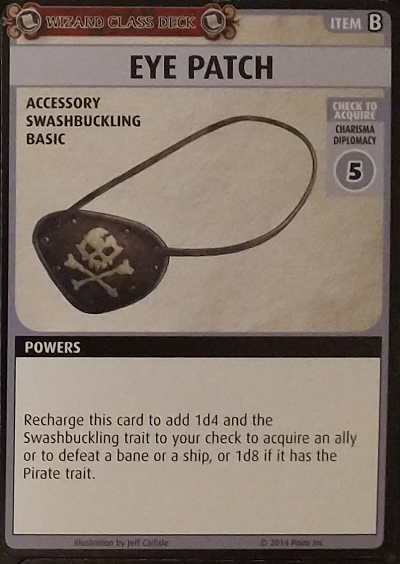 WIZARD CLASS DECK
ITEM B
EYE PATCH
ACCESSORY
SWASHBUCKLING
BASIC
CHECK TO
ACQUIRE
CHARISMA
DIPLOMACY
5
POWERS
Recharge this card to add 1d4 and the
Swashbuckling trait to your check to acquire an ally
or to defeat a bane or a ship, or 1d8 if it has the
Pirate trait.
Illustration by Jeff Carlisle
© 2014 Paizo Inc